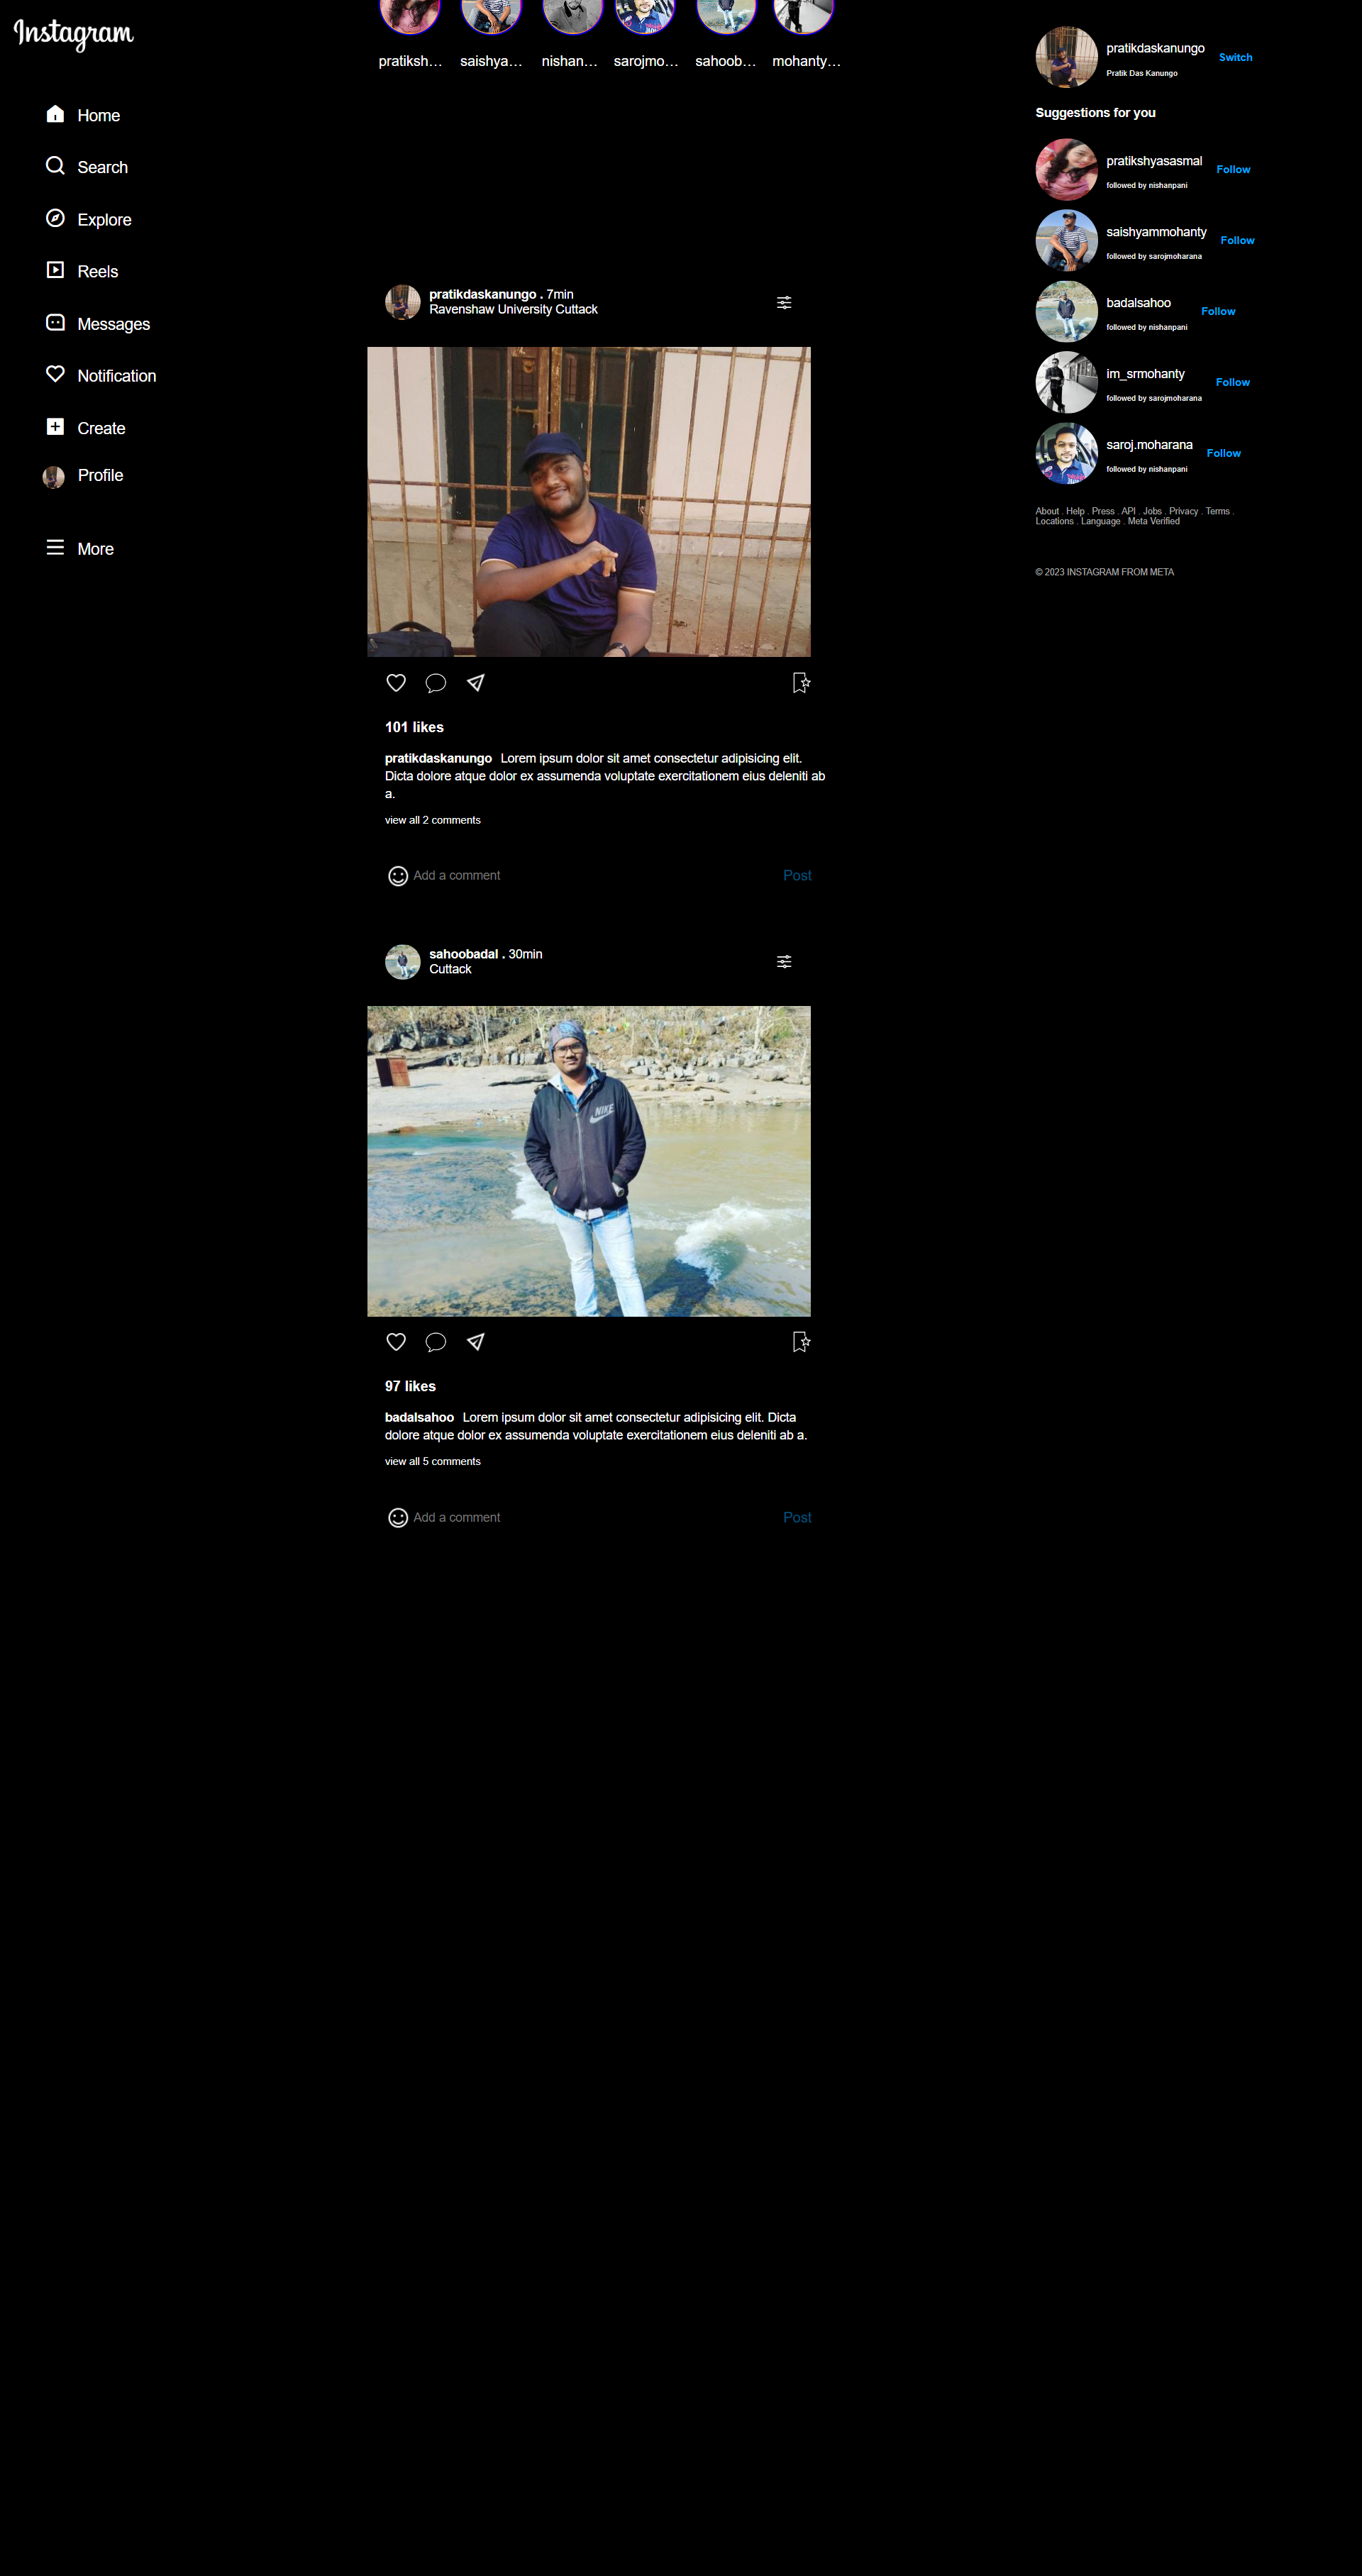 Instagram
Home
Search
Explore
Reels
Messages
Notification
Create
Profile
More
pratiksh...
saishya...
nishan...
sarojmo...
sahoob...
mohanty...
pratikdaskanungo . 7min
Ravenshaw University Cuttack
101 likes
pratikdaskanungo Lorem ipsum dolor sit amet consectetur adipisicing elit.
Dicta dolore atque dolor ex assumenda voluptate exercitationem eius deleniti ab
a.
view all 2 comments
Add a comment
Post
sahoobadal . 30min
Cuttack
NIKE
97 likes
badalsahoo Lorem ipsum dolor sit amet consectetur adipisicing elit. Dicta
dolore atque dolor ex assumenda voluptate exercitationem eius deleniti ab a.
view all 5 comments
Add a comment
Post
pratikdaskanungo
Pratik Das Kanungo
Switch
Suggestions for you
pratikshyasasmal
followed by nishanpani
Follow
saishyammohanty
followed by sarojmoharana
Follow
badalsahoo
followed by nishanpani
Follow
im_srmohanty
followed by sarojmoharana
Follow
saroj.moharana
followed by nishanpani
Follow
About . Help . Press . API . Jobs . Privacy . Terms .
Locations . Language . Meta Verified
© 2023 INSTAGRAM FROM META